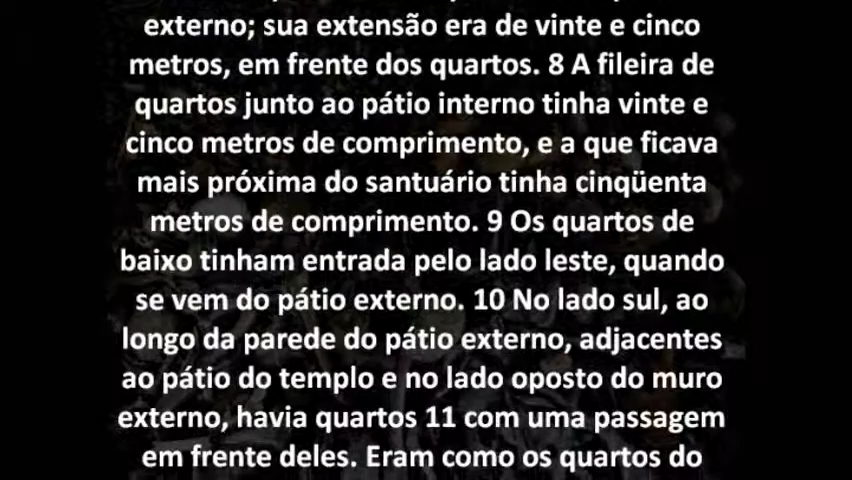 externo; sua extensão era de vinte e cinco
metros, em frente dos quartos. 8 A fileira de
quartos junto ao pátio interno tinha vinte e
cinco metros de comprimento, e a que ficava
mais próxima do santuário tinha cinqüenta
metros de comprimento. 9 Os quartos de
baixo tinham entrada pelo lado leste, quando
se vem do pátio externo. 10 No lado sul, ao
longo da parede do pátio externo, adjacentes
ao pátio do templo e no lado oposto do muro
externo, havia quartos 11 com uma passagem
em frente deles. Eram como os quartos do